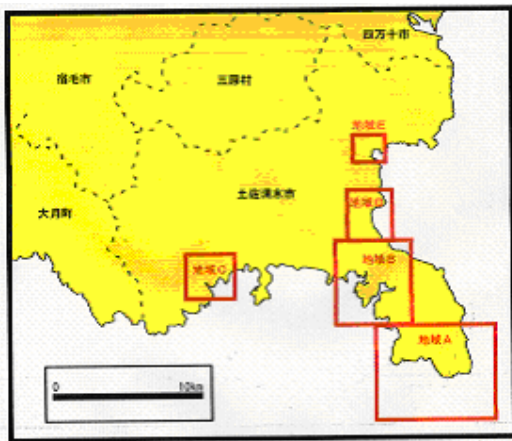 四万十市
宿毛市
三原村
地域E
土佐清水市
地域D
大月町
地域B
地域C
地域A
0 10km